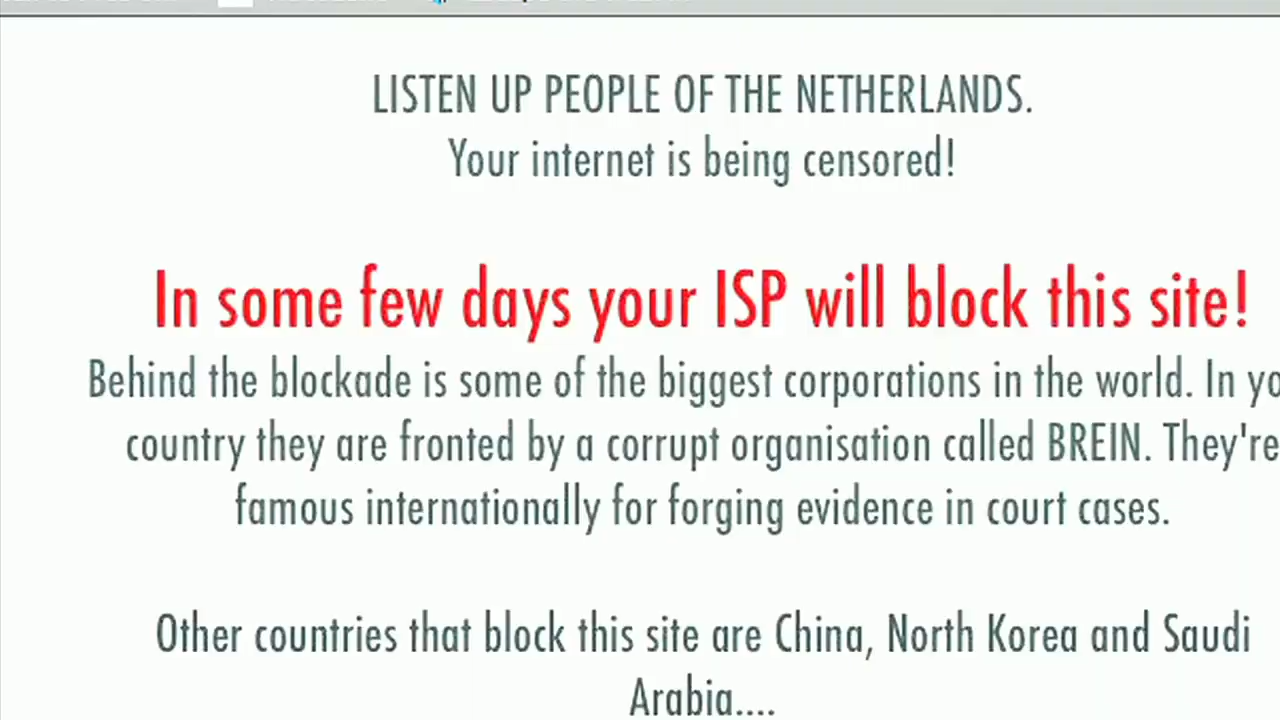 LISTEN UP PEOPLE OF THE NETHERLANDS.
Your internet is being censored!
In some few days your ISP will block this site!
Behind the blockade is some of the biggest corporations in the world. In yo
country they are fronted by a corrupt organisation called BREIN. They're
famous internationally for forging evidence in court cases.
Other countries that block this site are China, North Korea and Saudi
Arabia....